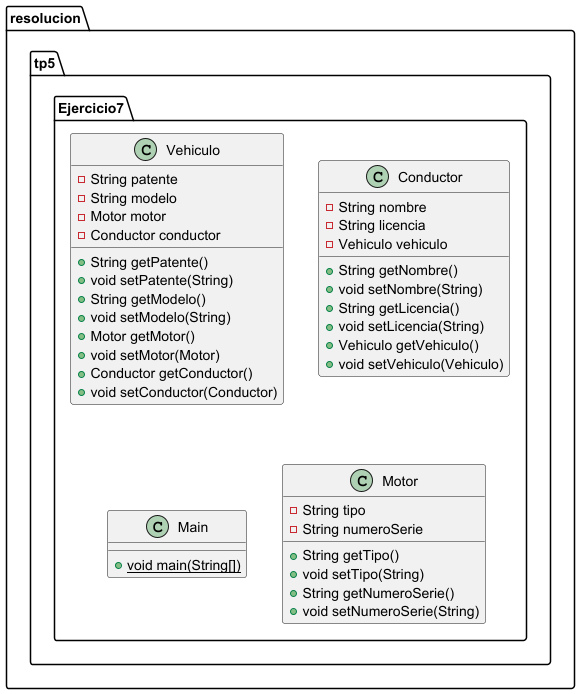 resolucion
tp5
Ejercicio7
Vehiculo
String patente
String modelo
Motor motor
Conductor conductor
String getPatente()
void setPatente(String)
String getModelo()
void setModelo(String)
Motor getMotor()
void setMotor(Motor)
Conductor getConductor()
void setConductor(Conductor)
Conductor
String nombre
String licencia
Vehiculo vehiculo
String getNombre()
void setNombre(String)
String getLicencia()
void setLicencia(String)
Vehiculo getVehiculo()
void setVehiculo(Vehiculo)
Main
void main(String[])
Motor
String tipo
String numeroSerie
String getTipo()
void setTipo(String)
String getNumeroSerie()
void setNumeroSerie(String)